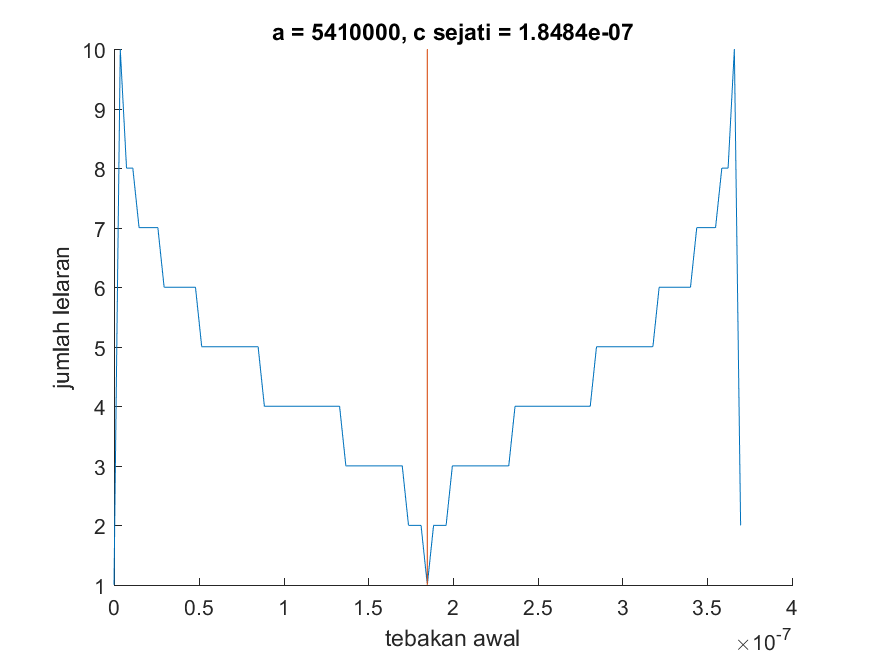 a = 5410000, c sejati = 1.8484e-07
10
9
8
7
6
5
4
3
2
1
jumlah lelaran
0 0.5 1 1.5 2 2.5 3 3.5 4
tebakan awal
×10-7